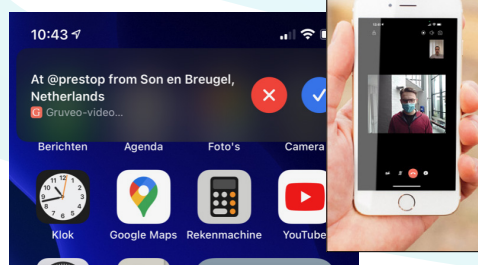 10:43
At @prestop from Son en Breugel,
Netherlands
G Gruveo-video...
Berichten Agenda Foto's Camera
Klok Google Maps Rekenmachine YouTube